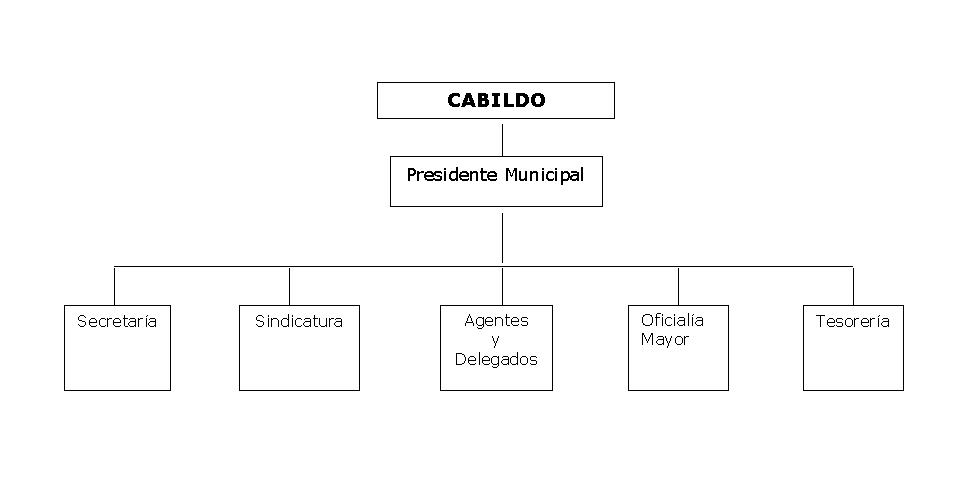 CABILDO
Presidente Municipal
Secretaría
Sindicatura
Agentes
y
Delegados
Oficialía
Mayor
Tesorería